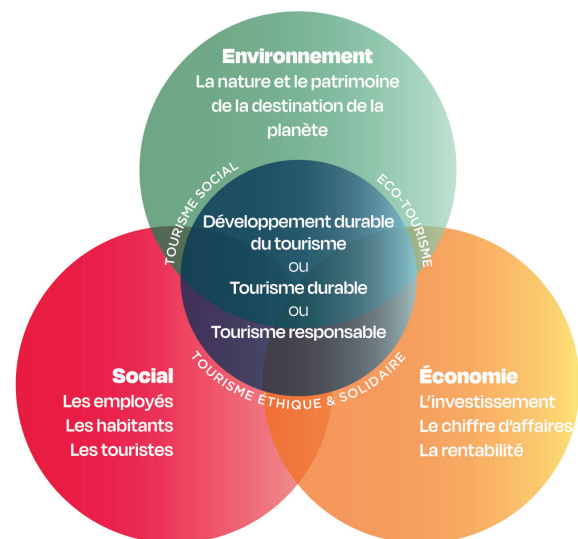 Environnement
La nature et le patrimoine
de la destination de la
planète
TOURISME SOCIAL
ECO-TOURISME
Développement durable
du tourisme
ou
Tourisme durable
ou
Tourisme responsable
TOURISME ÉTHIQUE & SOLIDAIRE
Social
Les employés
Les habitants
Les touristes
Économie
L'investissement
Le chiffre d'affaires
La rentabilité